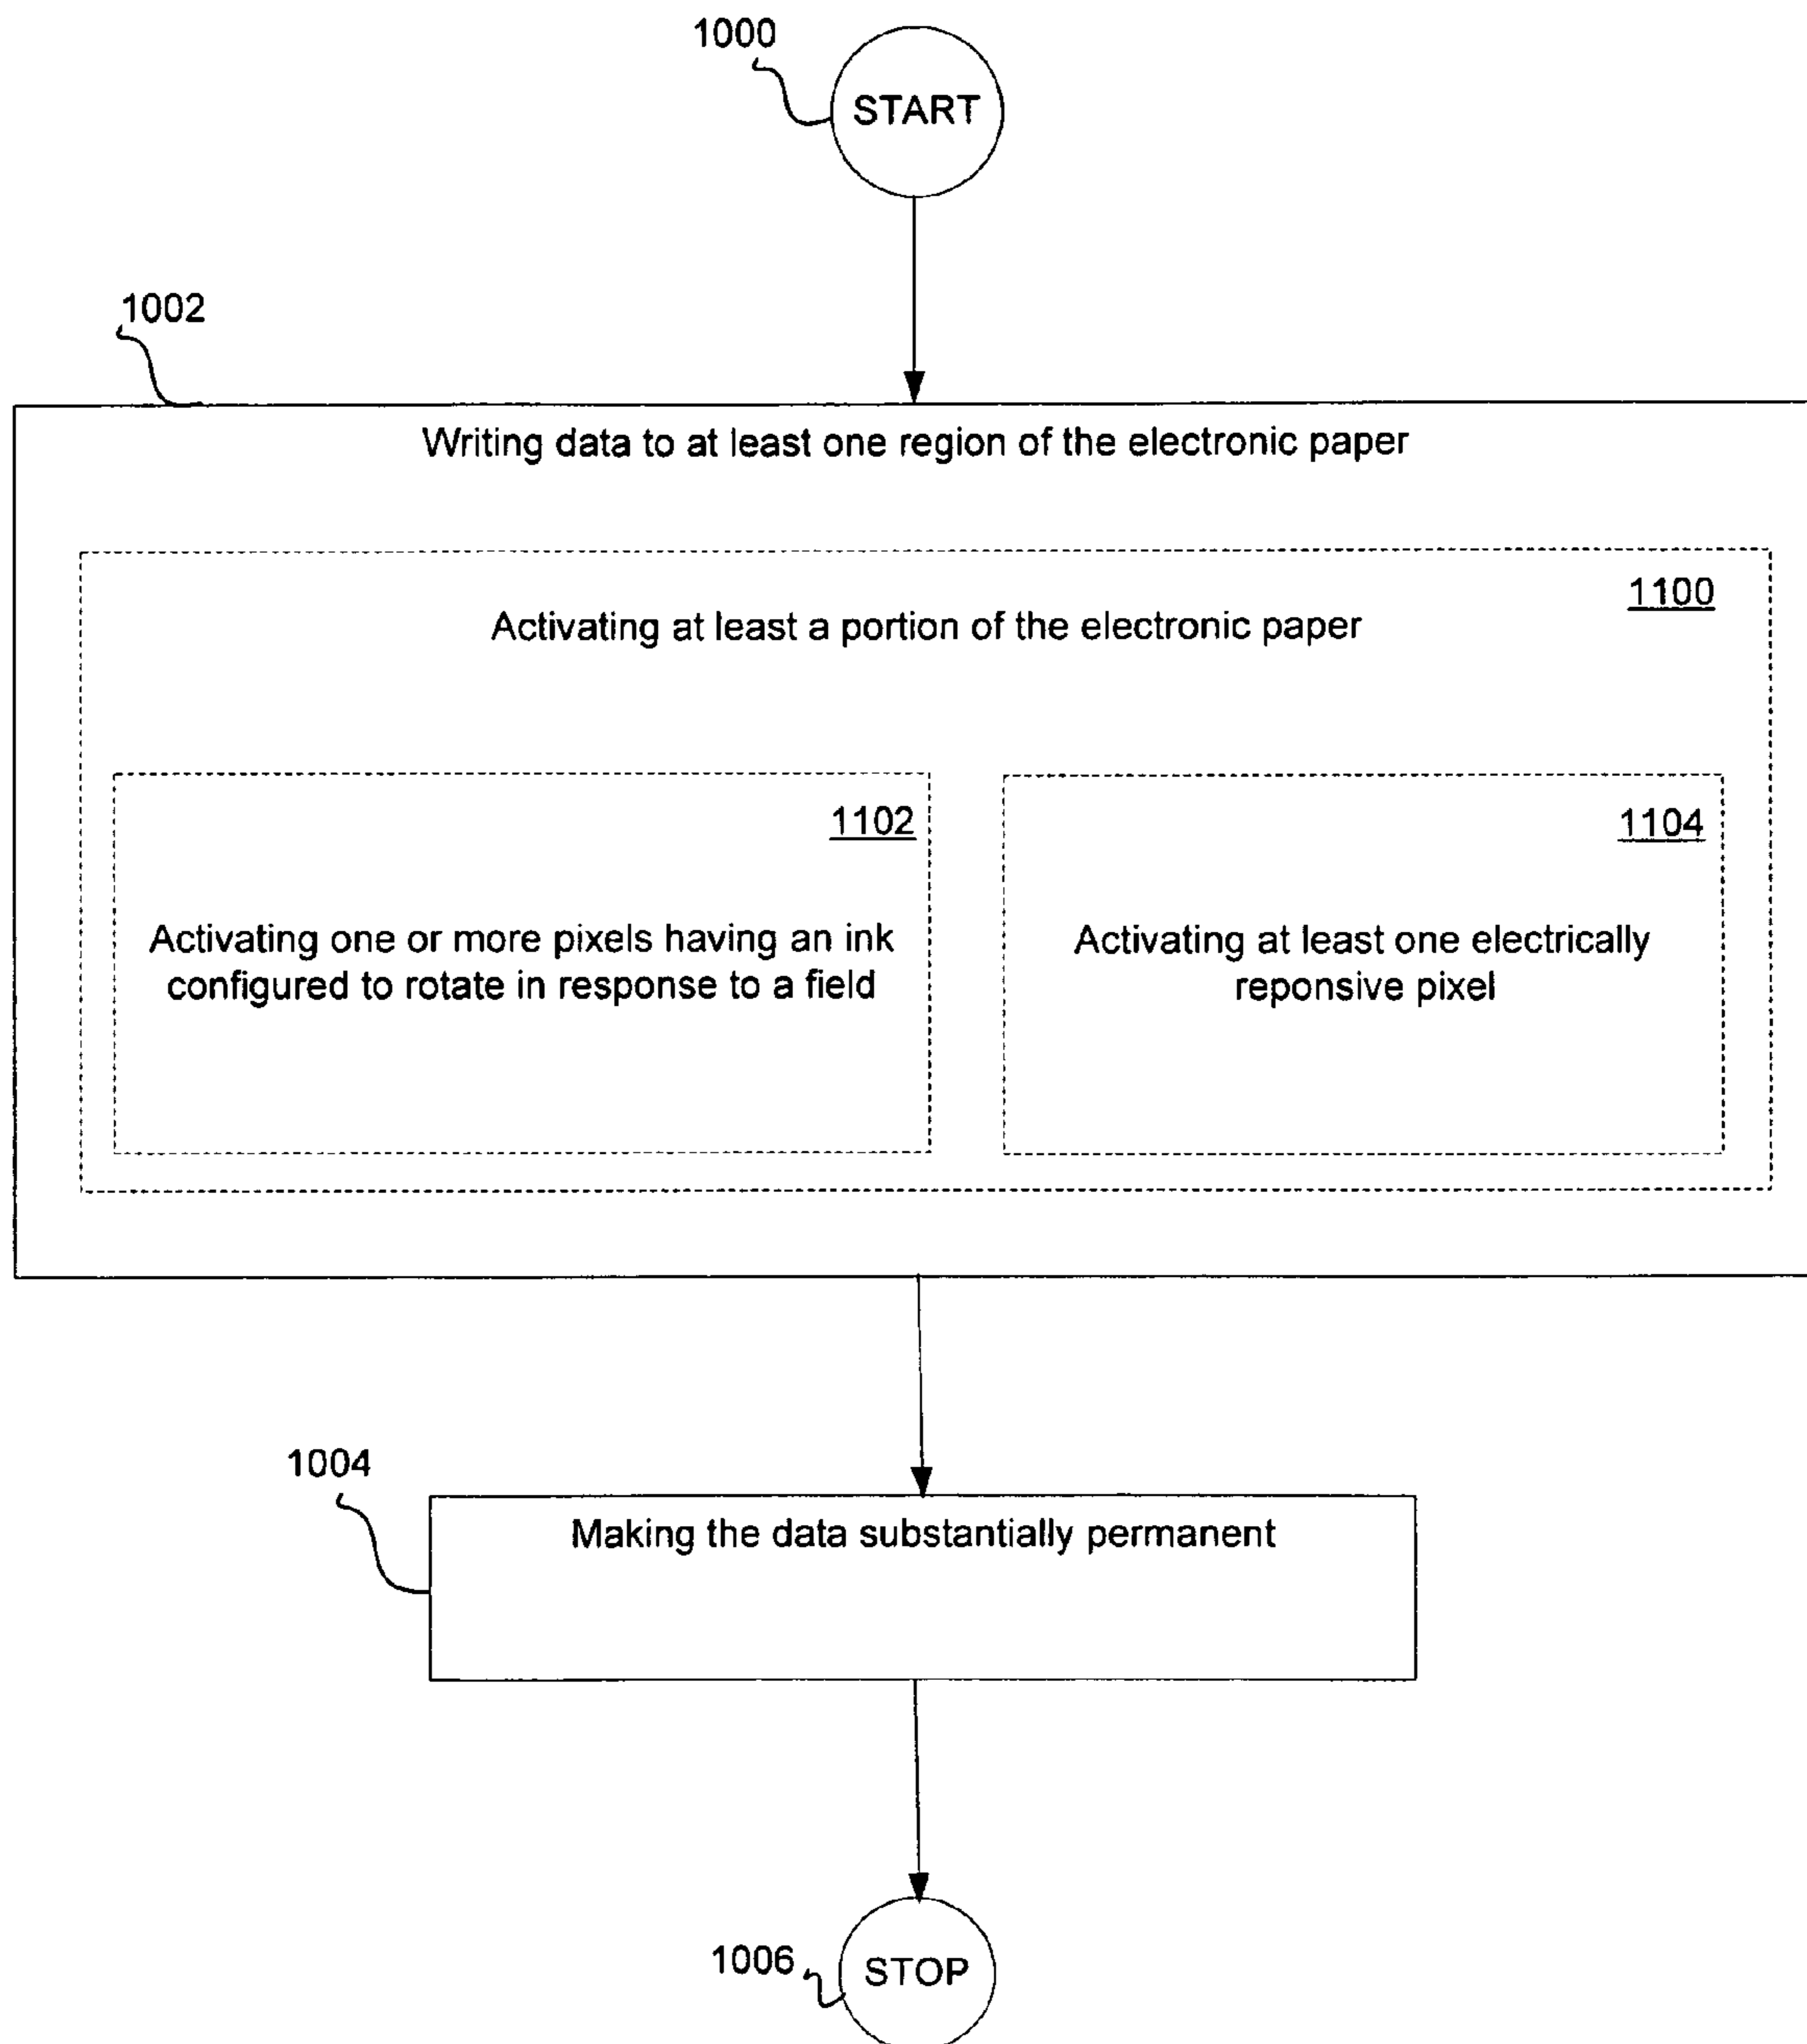 1000
START
1002
Writing data to at least one region of the electronic paper
1100
Activating at least a portion of the electronic paper
1102
1104
Activating one or more pixels having an ink
configured to rotate in response to a field
Activating at least one electrically
reponsive pixel
1004
Making the data substantially permanent
1006
STOP